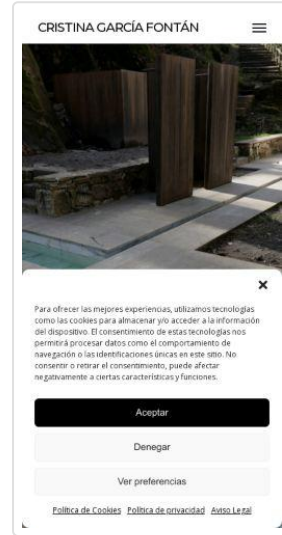 CRISTINA GARCÍA FONTÁN
Para ofrecer las mejores experiencias, utilizamos tecnologías
como las cookies para almacenar y/o acceder a la información
del dispositivo. El consentimiento de estas tecnologías nos
permitirá procesar datos como el comportamiento de
navegación o las identificaciones únicas en este sitio. No
consentir o retirar el consentimiento, puede afectar
negativamente a ciertas características y funciones.
Aceptar
Denegar
Ver preferencias
Política de Cookies Política de privacidad Aviso Legal